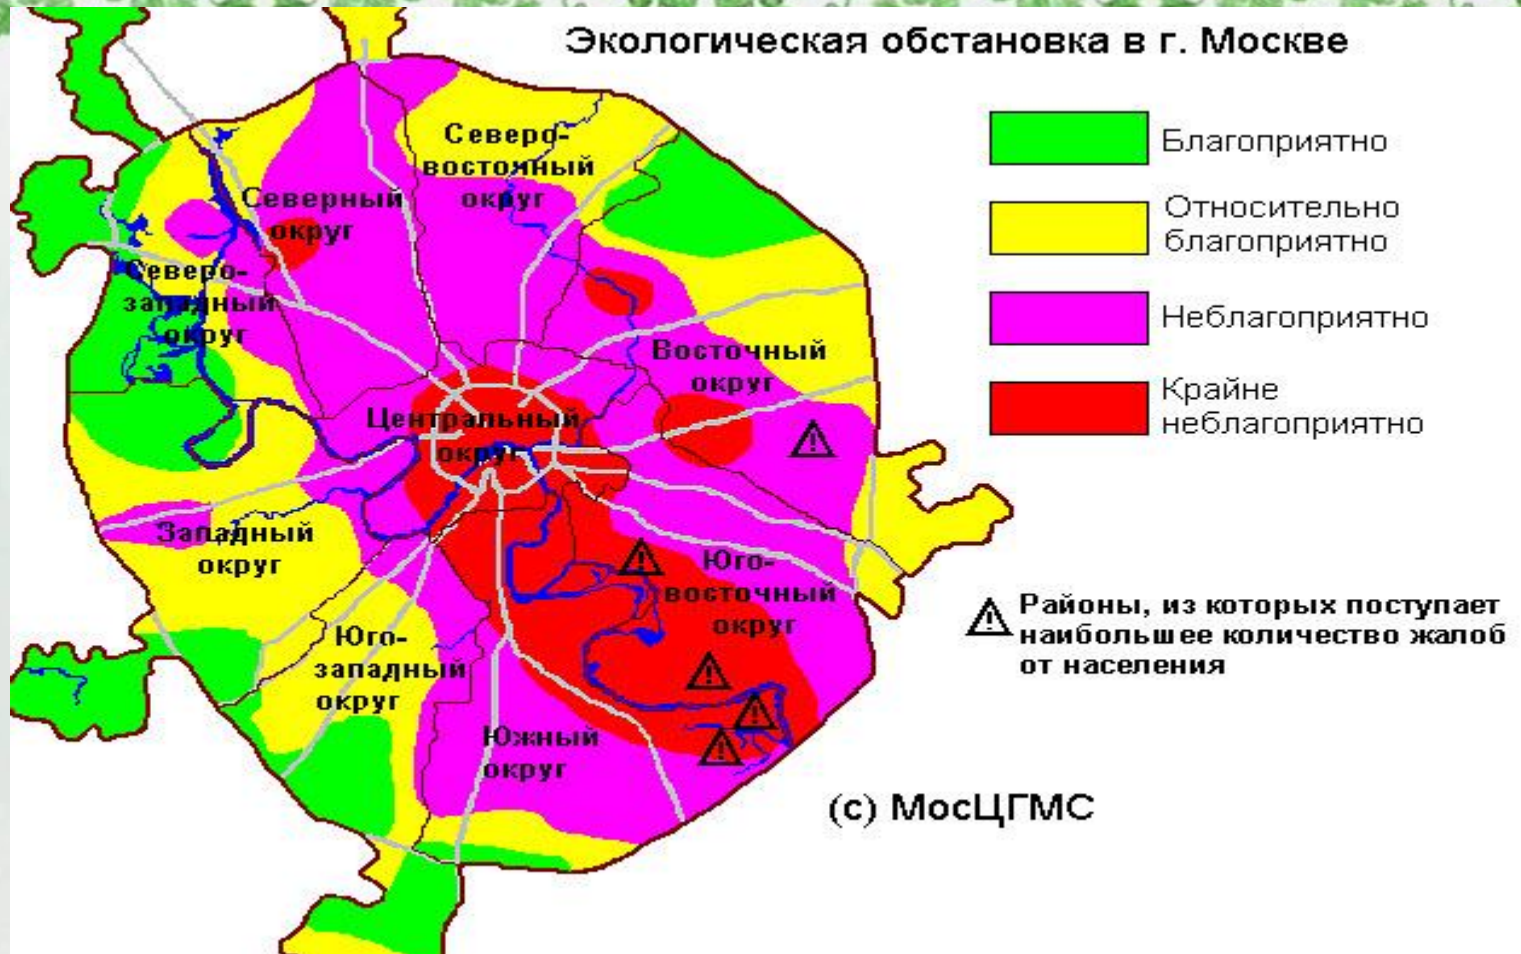 Экологическая обстановка в г. Москве
Благоприятно
Относительно
благоприятно
Неблагоприятно
Крайне
неблагоприятно
Районы, из которых поступает
наибольшее количество жалоб
от населения
Северо-
восточный
округ
Северный
округ
Северо-
западный
округ
Восточный
округ
Центральный
округ
Западный
округ
Юго-
восточный
округ
Юго-
западный
округ
Южный
округ
(с) МосЦГМС